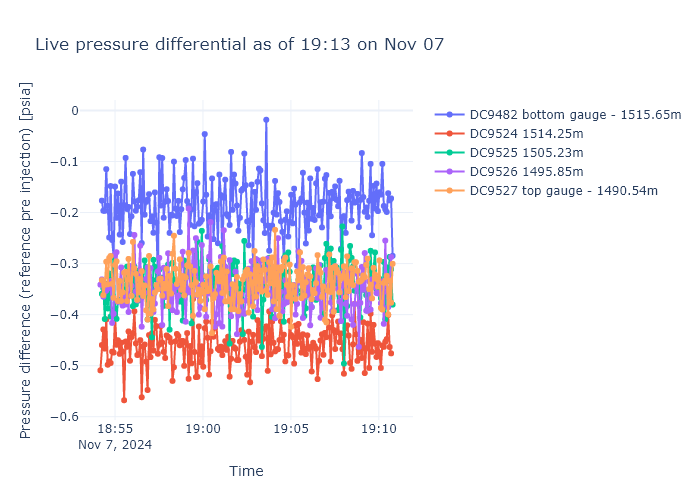 Live pressure differential as of 19:13 on Nov 07
Pressure difference (reference pre injection) [psia]
0
−0.1
−0.2
−0.3
−0.4
−0.5
−0.6
18:55
Nov 7, 2024
19:00
19:05
19:10
Time
DC9482 bottom gauge - 1515.65m
DC9524 1514.25m
DC9525 1505.23m
DC9526 1495.85m
DC9527 top gauge - 1490.54m